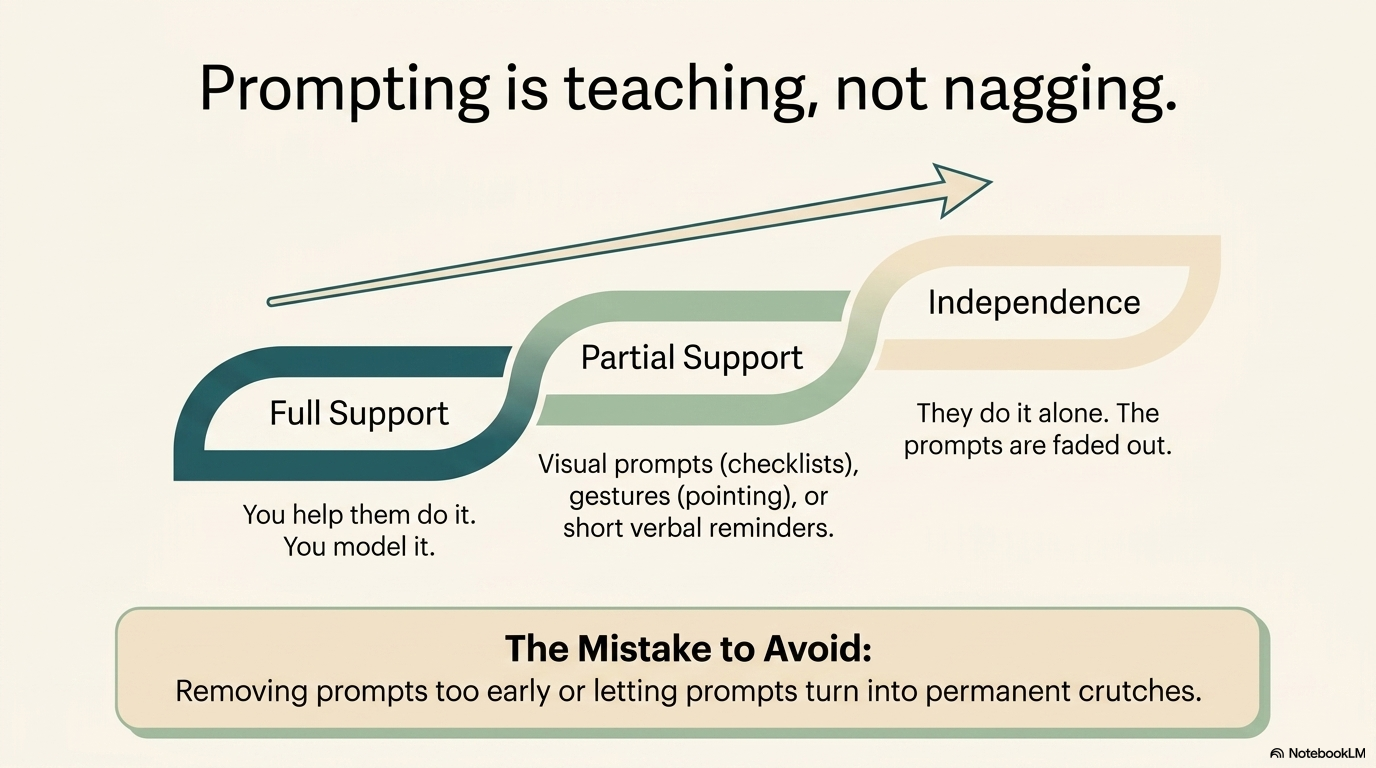 Prompting is teaching, not nagging.
Full Support
You help them do it.
You model it.
Partial Support
Visual prompts (checklists),
gestures (pointing), or
short verbal reminders.
Independence
They do it alone. The
prompts are faded out.
The Mistake to Avoid:
Removing prompts too early or letting prompts turn into permanent crutches.
NotebookLM